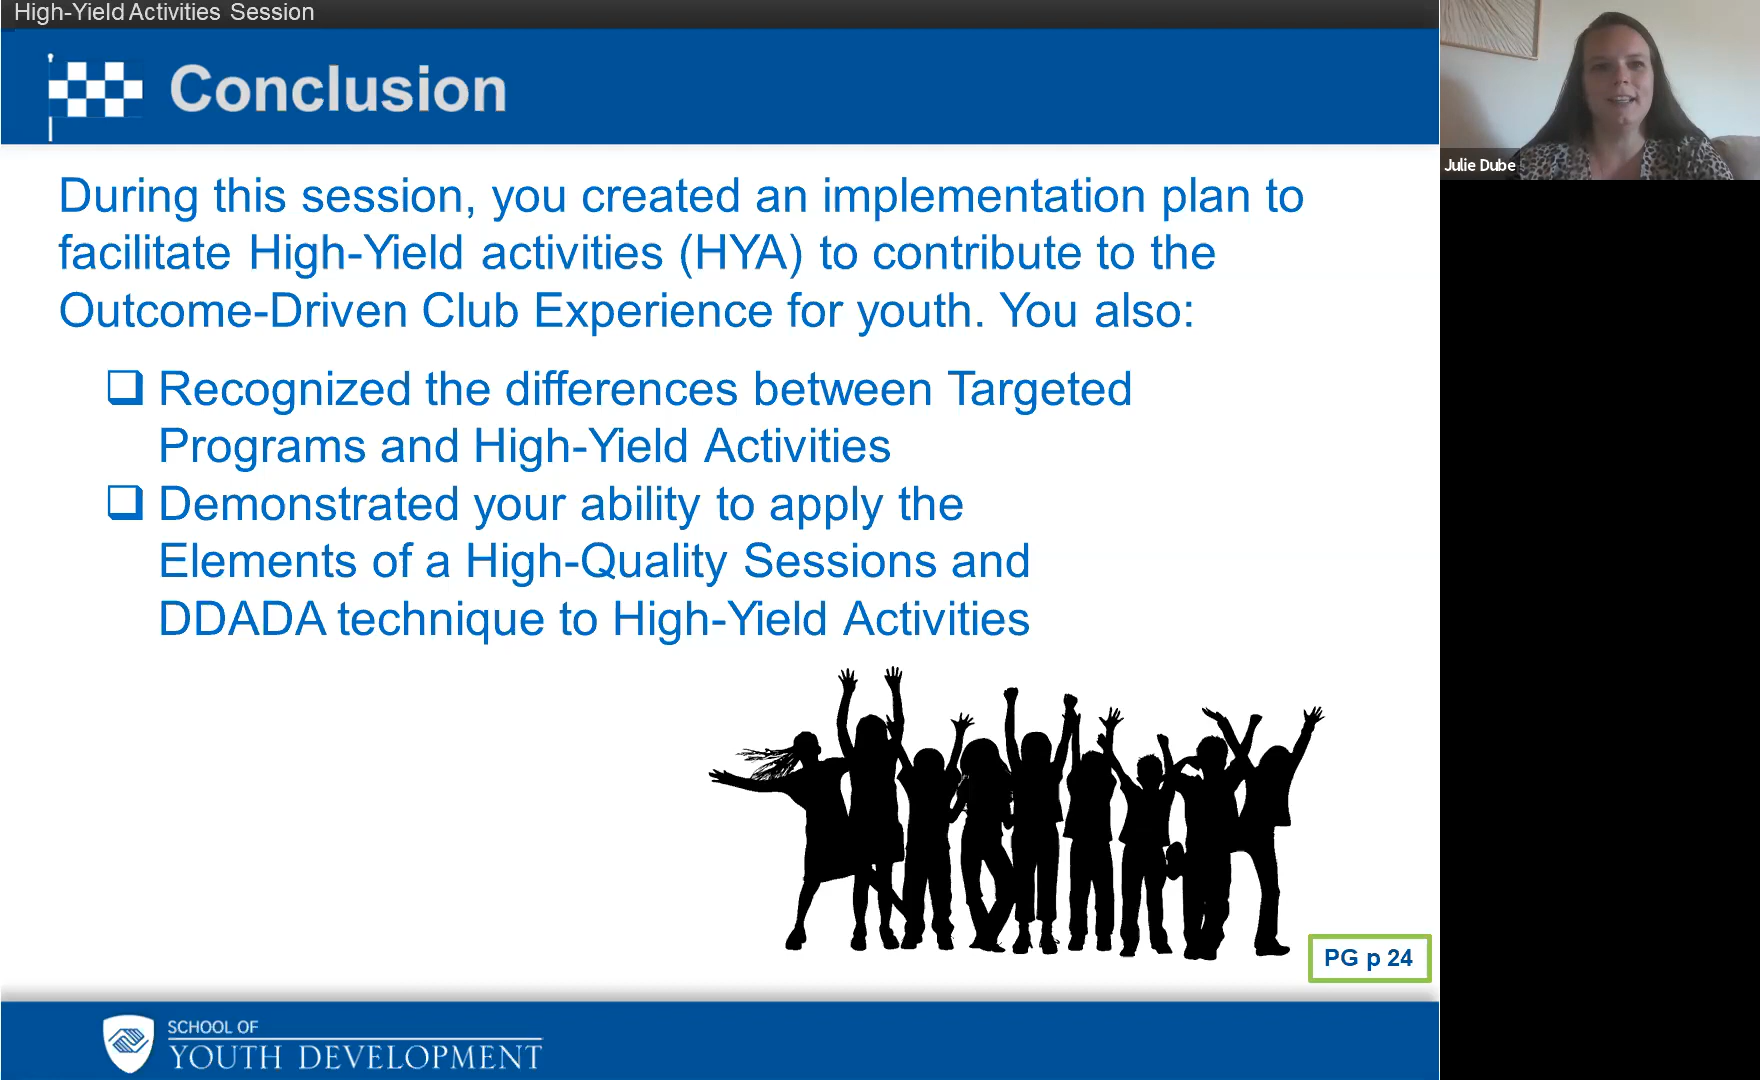 High-Yield Activities Session
Conclusion
Julie Dube
During this session, you created an implementation plan to
facilitate High-Yield activities (HYA) to contribute to the
Outcome-Driven Club Experience for youth. You also:
Recognized the differences between Targeted
Programs and High-Yield Activities
Demonstrated your ability to apply the
Elements of a High-Quality Sessions and
DDADA technique to High-Yield Activities
PG p 24
SCHOOL OF
YOUTH DEVELOPMENT